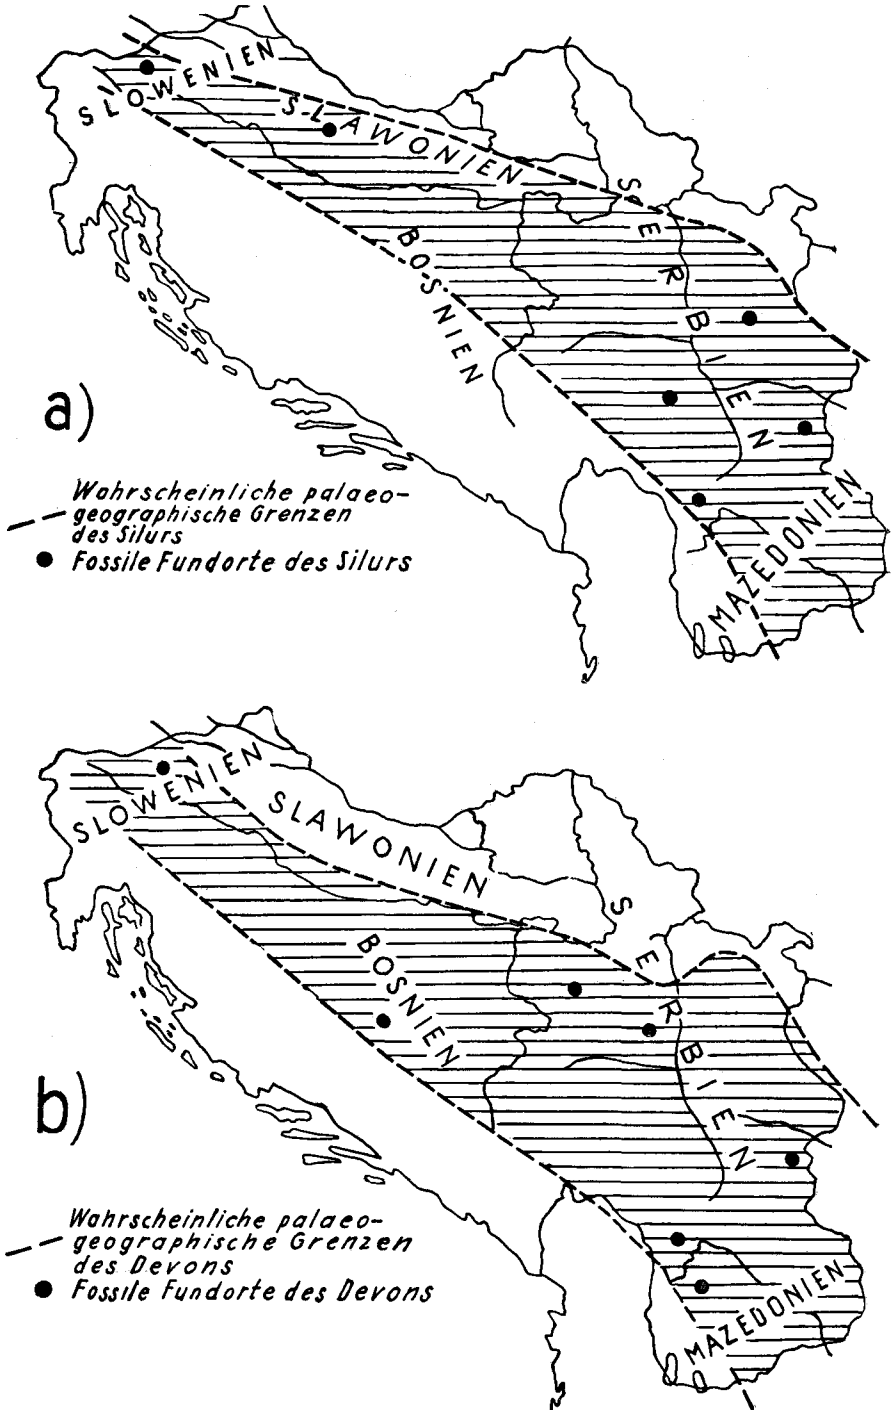 SLOWENIEN
SLAWONIEN
BOSNIEN
SERBIEN
MAZEDONIEN
a)
Wahrscheinliche palaeo-
geographische Grenzen
des Silurs
Fossile Fundorte des Silurs
SLOWENIEN
SLAWONIEN
BOSNIEN
SERBIEN
MAZEDONIEN
b)
Wahrscheinliche palaeo-
geographische Grenzen
des Devons
Fossile Fundorte des Devons